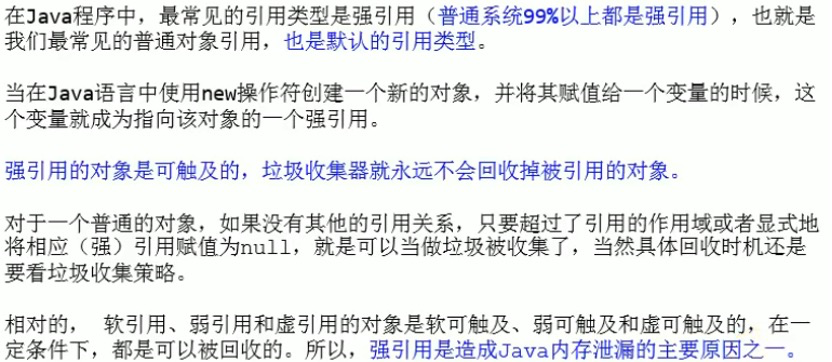 在Java程序中，最常见的引用类型是强引用（普通系统99%以上都是强引用），也就是
我们最常见的普通对象引用，也是默认的引用类型。
当在Java语言中使用new操作符创建一个新的对象，并将其赋值给一个变量的时候，这
个变量就成为指向该对象的一个强引用。
强引用的对象是可触及的，垃圾收集器就永远不会回收掉被引用的对象。
对于一个普通的对象，如果没有其他的引用关系，只要超过了引用的作用域或者显式地
将相应（强）引用赋值为null，就是可以当做垃圾被收集了，当然具体回收时机还是
要看垃圾收集策略。
相对的， 软引用、弱引用和虚引用的对象是软可触及、弱可触及和虚可触及的，在一
定条件下，都是可以被回收的。所以，强引用是造成Java内存泄漏的主要原因之一。